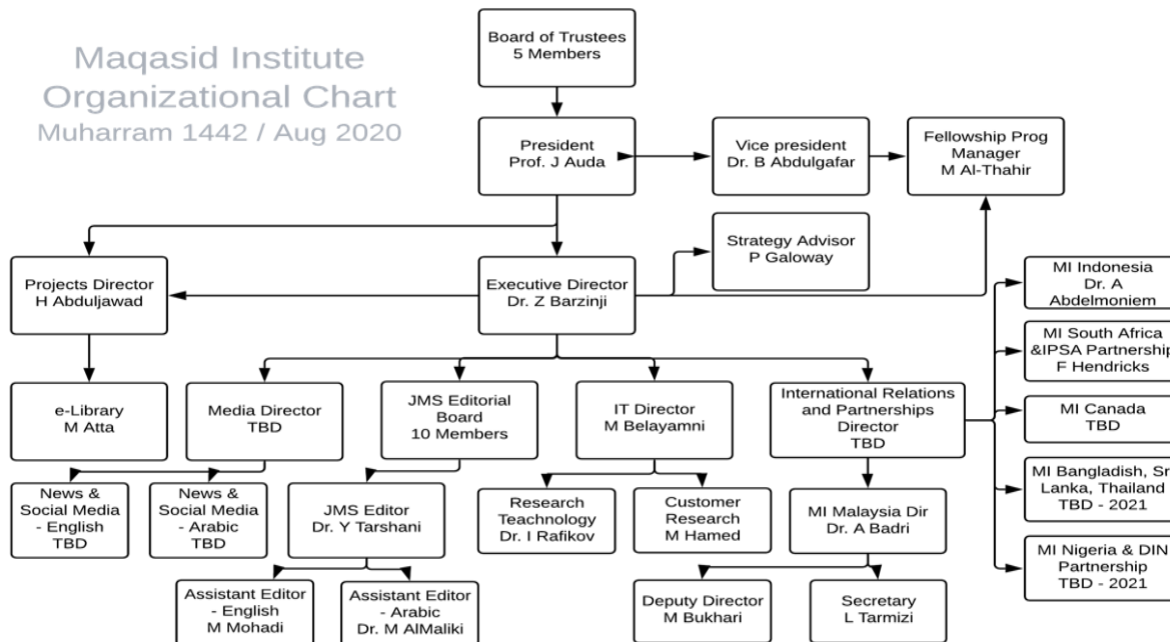 Maqasid Institute
Organizational Chart
Muharram 1442 / Aug 2020
Board of Trustees
5 Members
President
Prof. J Auda
Vice president
Dr. B Abdulgafar
Fellowship Prog
Manager
M Al-Thahir
Strategy Advisor
P Galoway
Projects Director
H Abduljawad
Executive Director
Dr. Z Barzinji
MI Indonesia
Dr. A
Abdelmoniem
MI South Africa
&IPSA Partnership
F Hendricks
MI Canada
TBD
MI Bangladish, Sri
Lanka, Thailand
TBD - 2021
MI Nigeria & DIN
Partnership
TBD - 2021
e-Library
M Atta
Media Director
TBD
JMS Editorial
Board
10 Members
IT Director
M Belayamni
International Relations
and Partnerships
Director
TBD
News &
Social Media
- English
TBD
News &
Social Media
- Arabic
TBD
JMS Editor
Dr. Y Tarshani
Research
Teachnology
Dr. I Rafikov
Customer
Research
M Hamed
MI Malaysia Dir
Dr. A Badri
Assistant Editor
- English
M Mohadi
Assistant Editor
- Arabic
Dr. M AlMaliki
Deputy Director
M Bukhari
Secretary
L Tarmizi